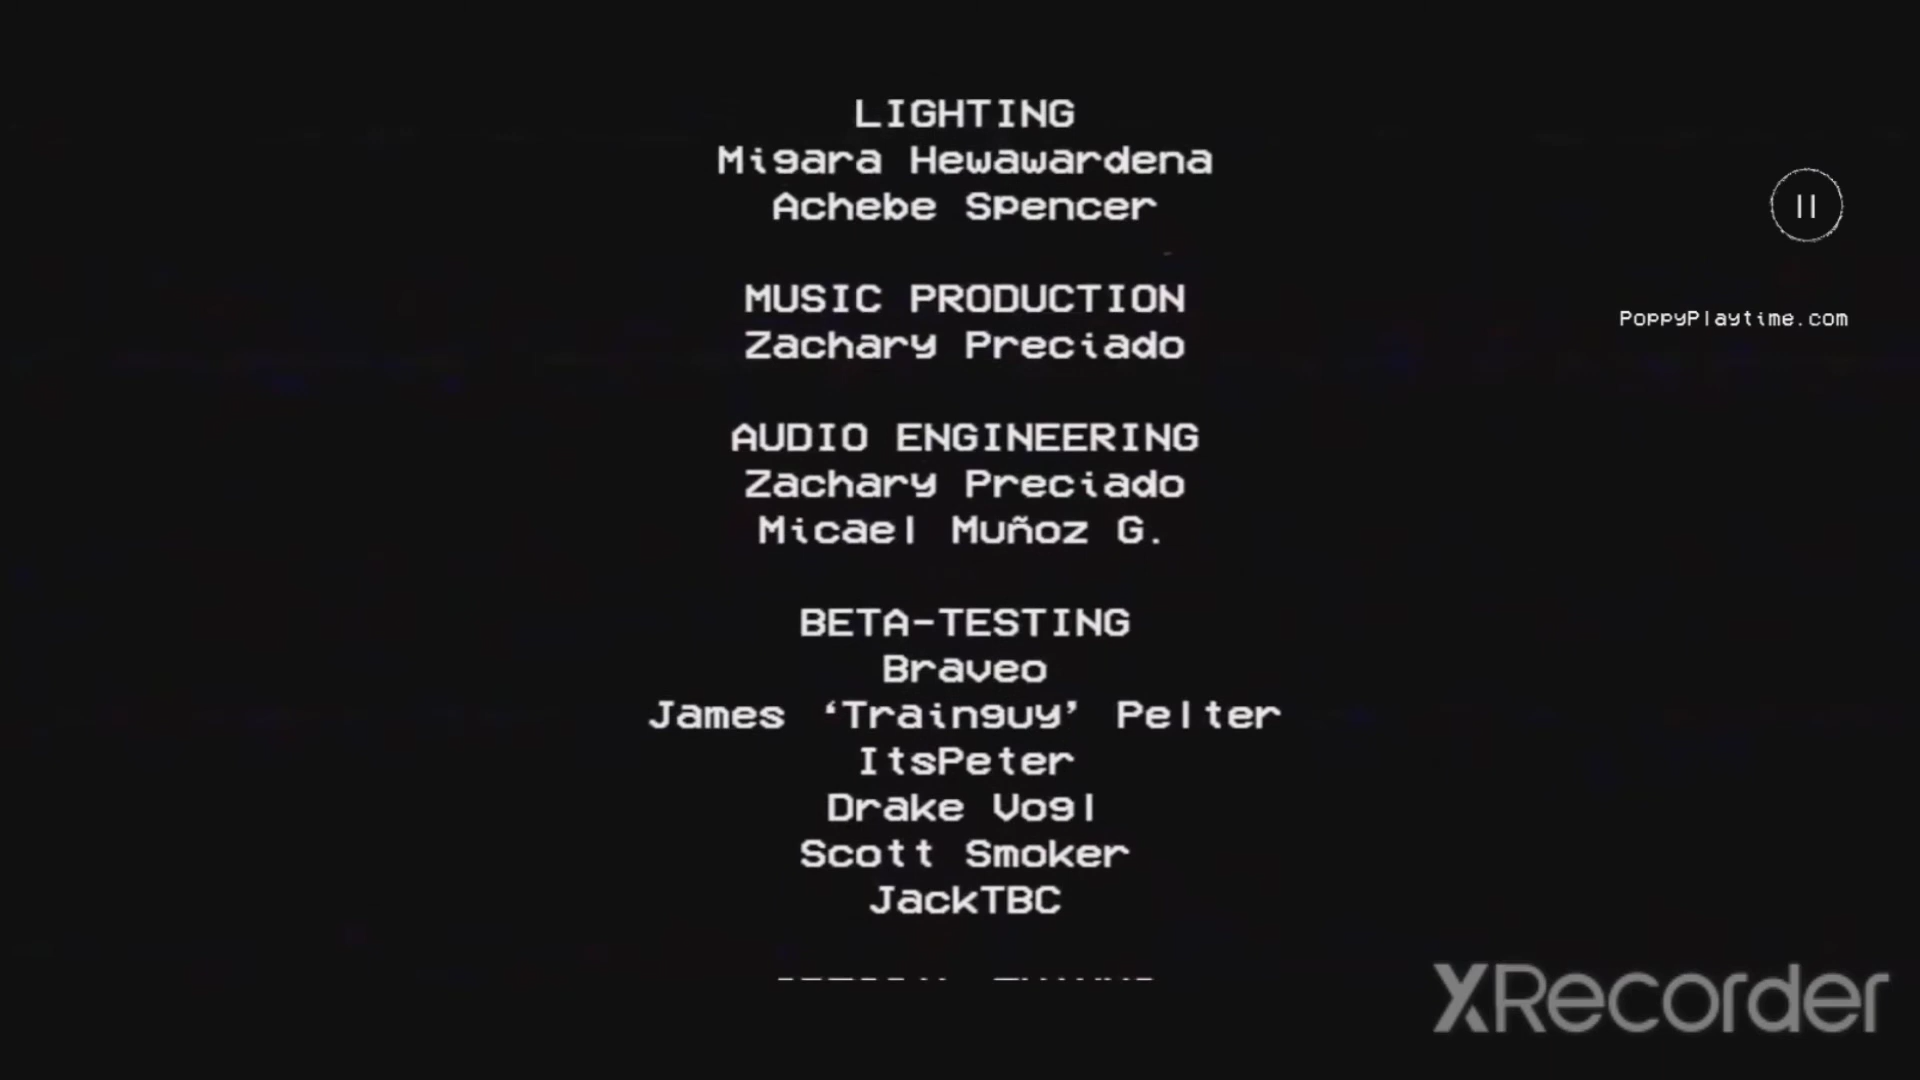 LIGHTING
Migara Hewawardena
Achebe Spencer
MUSIC PRODUCTION
Zachary Preciado
AUDIO ENGINEERING
Zachary Preciado
Micael Muñoz G.
BETA-TESTING
Braveo
James ‘Trainguy’ Pelter
ItsPeter
Drake Vogl
Scott Smoker
JackTBC
PoppyPlaytime.com
XRecorder